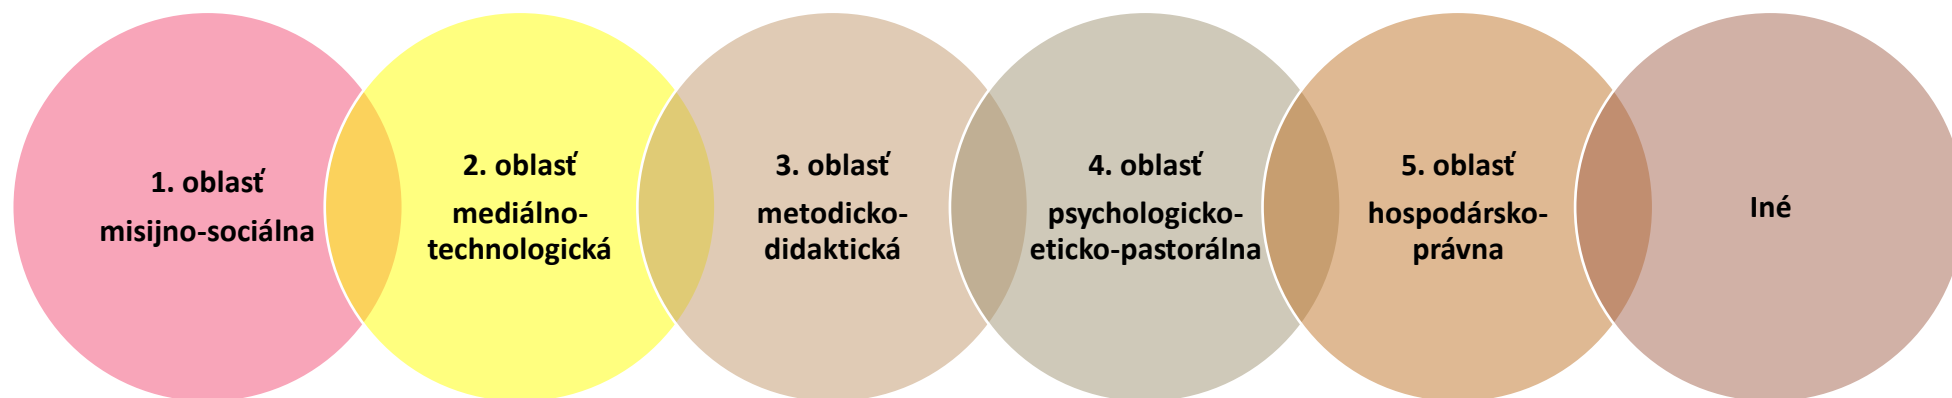 1. oblasť
misijno-sociálna
2. oblasť
mediálno-
technologická
3. oblasť
metodicko-
didaktická
4. oblasť
psychologicko-
eticko-pastorálna
5. oblasť
hospodársko-
právna
Iné